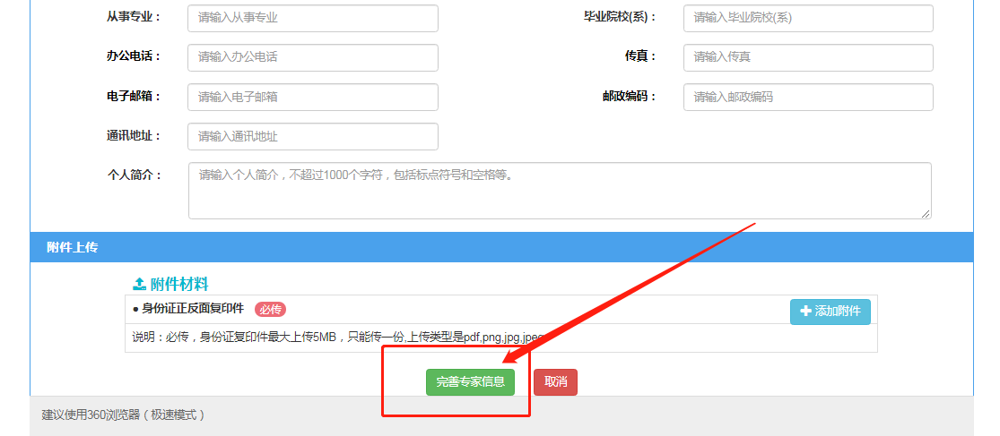 从事专业： 请输入从事专业 毕业院校(系)： 请输入毕业院校(系)
办公电话： 请输入办公电话 传真： 请输入传真
电子邮箱： 请输入电子邮箱 邮政编码： 请输入邮政编码
通讯地址： 请输入通讯地址
个人简介： 请输入个人简介，不超过1000个字符，包括标点符号和空格等。
附件上传
附件材料
● 身份证正反面复印件 必传 添加附件
说明：必传，身份证复印件最大上传5MB，只能传一份,上传类型是pdf,png,jpg,jpeg
完善专家信息 取消
建议使用360浏览器（极速模式）